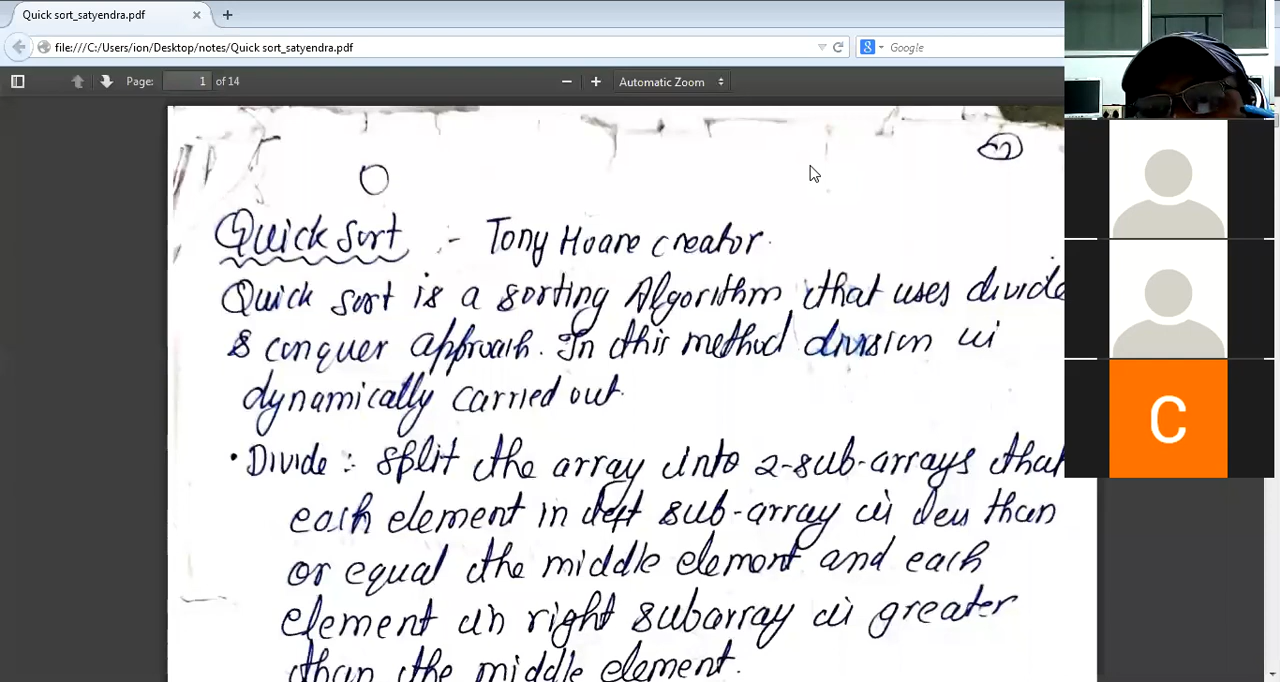 Quick sort_satyendra.pdf
file:///C:/Users/ion/Desktop/notes/Quick sort_satyendra.pdf
Google
Page: 1 of 14
Automatic Zoom
Quick Sort :- Tony Hoare creator.
Quick sort is a sorting Algorithm that uses divide
& conquer approach. In this method division is
dynamically carried out.
• Divide : split the array into 2-sub-arrays that
each element in left sub-array is less than
or equal the middle element and each
element in right subarray is greater
than the middle element.
C